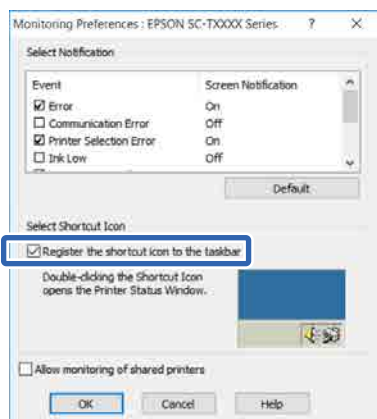 Monitoring Preferences : EPSON SC-TXXXX Series ? ×
Select Notification
Event Screen Notification
Error On
Communication Error Off
Printer Selection Error On
Ink Low Off
Default
Select Shortcut Icon
Register the shortcut icon to the taskbar
Double-clicking the Shortcut Icon
opens the Printer Status Window.
Allow monitoring of shared printers
OK Cancel Help